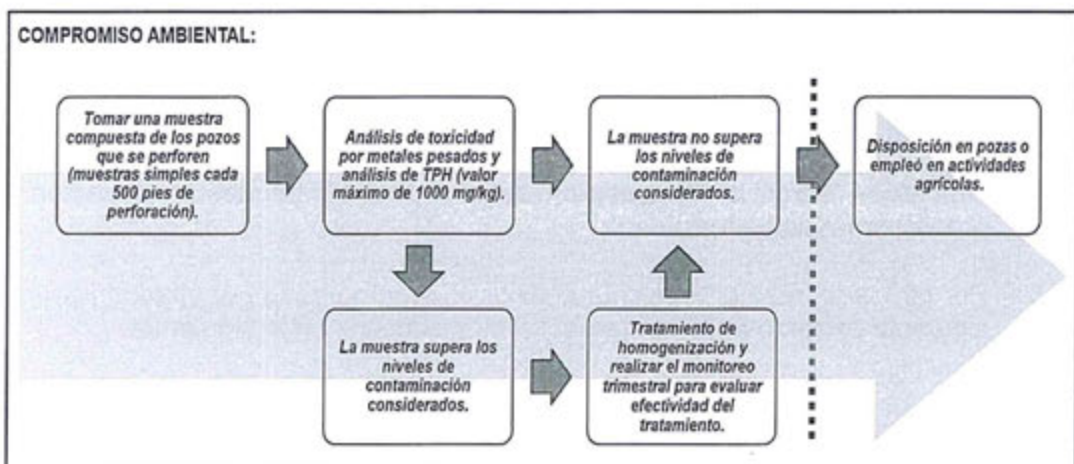 COMPROMISO AMBIENTAL:
Tomar una muestra
compuesta de los pozos
que se perforen
(muestras simples cada
500 pies de
perforación).
Análisis de toxicidad
por metales pesados y
análisis de TPH (valor
máximo de 1000 mg/kg).
La muestra no supera
los niveles de
contaminación
considerados.
Disposición en pozas o
empleó en actividades
agrícolas.
La muestra supera los
niveles de
contaminación
considerados.
Tratamiento de
homogenización y
realizar el monitoreo
trimestral para evaluar
efectividad del
tratamiento.